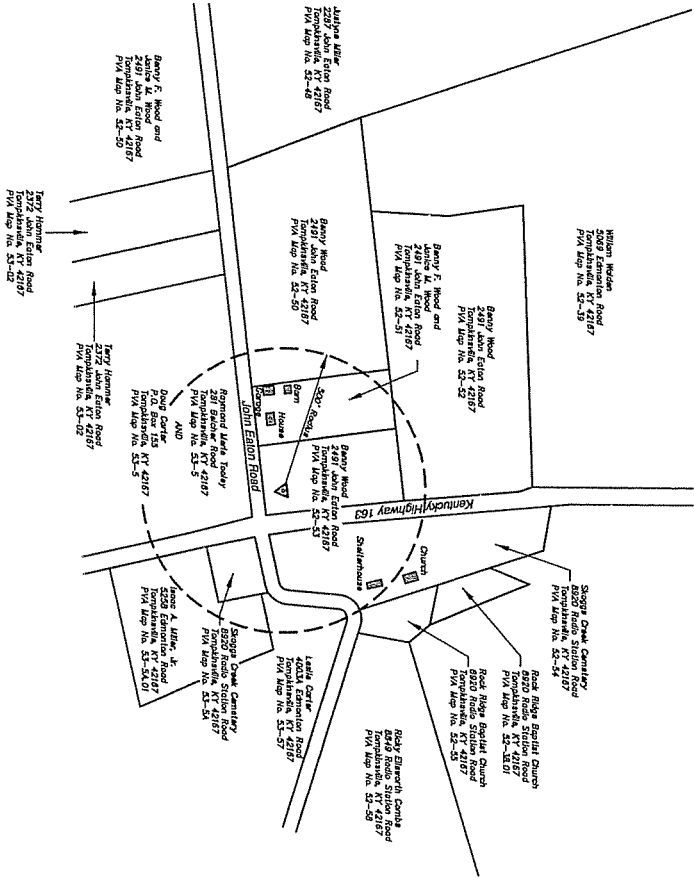 Justyna Miller
2287 John Eaton Road
Tompkinsville, KY 42167
PVA Map No. 52-48
Benny F. Wood and
Janice M. Wood
2491 John Eaton Road
Tompkinsville, KY 42167
PVA Map No. 52-50
Terry Hammer
2372 John Eaton Road
Tompkinsville, KY 42167
PVA Map No. 53-02
Terry Hammer
2372 John Eaton Road
Tompkinsville, KY 42167
PVA Map No. 53-02
William Walden
5069 Edmonton Road
Tompkinsville, KY 42167
PVA Map No. 52-39
Benny Wood
2491 John Eaton Road
Tompkinsville, KY 42167
PVA Map No. 52-52
Benny F. Wood and
Janice M. Wood
2491 John Eaton Road
Tompkinsville, KY 42167
PVA Map No. 52-51
Benny Wood
2491 John Eaton Road
Tompkinsville, KY 42167
PVA Map No. 52-50
500' Radius
Barn
House
Garage
John Eaton Road
Benny Wood
2491 John Eaton Road
Tompkinsville, KY 42167
PVA Map No. 52-53
Kentucky Highway 163
Raymond Merle Tooley
281 Belcher Road
Tompkinsville, KY 42167
PVA Map No. 53-5
AND
Doug Carter
P.O. Box 155
Tompkinsville, KY 42167
PVA Map No. 53-5
Church
Shelterhouse
Skaggs Creek Cemetery
8920 Radio Station Road
Tompkinsville, KY 42167
PVA Map No. 52-54
Rock Ridge Baptist Church
8920 Radio Station Road
Tompkinsville, KY 42167
PVA Map No. 52-38.01
Rock Ridge Baptist Church
8920 Radio Station Road
Tompkinsville, KY 42167
PVA Map No. 52-55
Ricky Ellsworth Combs
8849 Radio Station Road
Tompkinsville, KY 42167
PVA Map No. 52-58
Leslie Carter
4003A Edmonton Road
Tompkinsville, KY 42167
PVA Map No. 53-57
Skaggs Creek Cemetery
8920 Radio Station Road
Tompkinsville, KY 42167
PVA Map No. 53-5A
Isaac A. Miller, Jr.
5258 Edmonton Road
Tompkinsville, KY 42167
PVA Map No. 53-5A.01